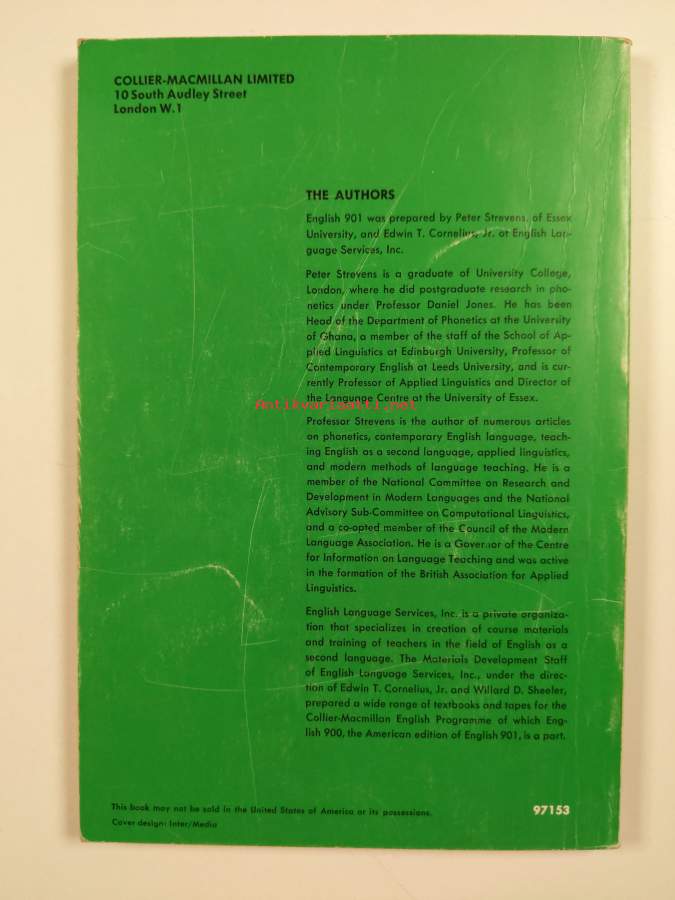 COLLIER-MACMILLAN LIMITED
10 South Audley Street
London W.1
THE AUTHORS
English 901 was prepared by Peter Strevens, of Essex
University, and Edwin T. Cornelius, Jr. of English Lan-
guage Services, Inc.
Peter Strevens is a graduate of University College,
London, where he did postgraduate research in pho-
netics under Professor Daniel Jones. He has been
Head of the Department of Phonetics at the University
of Ghana, a member of the staff of the School of Ap-
plied Linguistics at Edinburgh University, Professor of
Contemporary English at Leeds University, and is cur-
rently Professor of Applied Linguistics and Director of
the Language Centre at the University of Essex.
Antikvariaatti.net
Professor Strevens is the author of numerous articles
on phonetics, contemporary English language, teach-
ing English as a second language, applied linguistics,
and modern methods of language teaching. He is a
member of the National Committee on Research and
Development in Modern Languages and the National
Advisory Sub-Committee on Computational Linguistics,
and a co-opted member of the Council of the Modern
Language Association. He is a Governor of the Centre
for Information on Language Teaching and was active
in the formation of the British Association for Applied
Linguistics.
English Language Services, Inc. is a private organiza-
tion that specializes in creation of course materials
and training of teachers in the field of English as a
second language. The Materials Development Staff
of English Language Services, Inc., under the direc-
tion of Edwin T. Cornelius, Jr. and Willard D. Sheeler,
prepared a wide range of textbooks and tapes for the
Collier-Macmillan English Programme of which Eng-
lish 900, the American edition of English 901, is a part.
This book may not be sold in the United States of America or its possessions.
Cover design: Inter/Media
97153